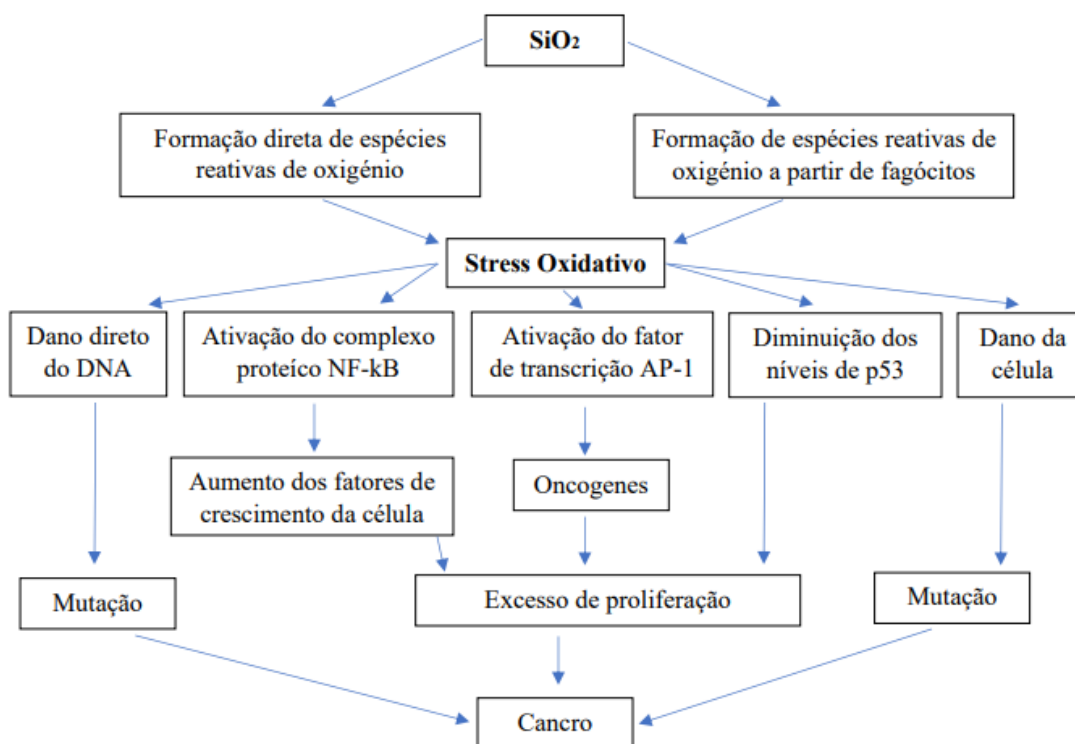 SiO₂
Formação direta de espécies
reativas de oxigénio
Formação de espécies reativas de
oxigénio a partir de fagócitos
Stress Oxidativo
Dano direto
do DNA
Ativação do complexo
proteíco NF-kB
Ativação do fator
de transcrição AP-1
Diminuição dos
níveis de p53
Dano da
célula
Aumento dos fatores de
crescimento da célula
Oncogenes
Mutação
Excesso de proliferação
Mutação
Cancro